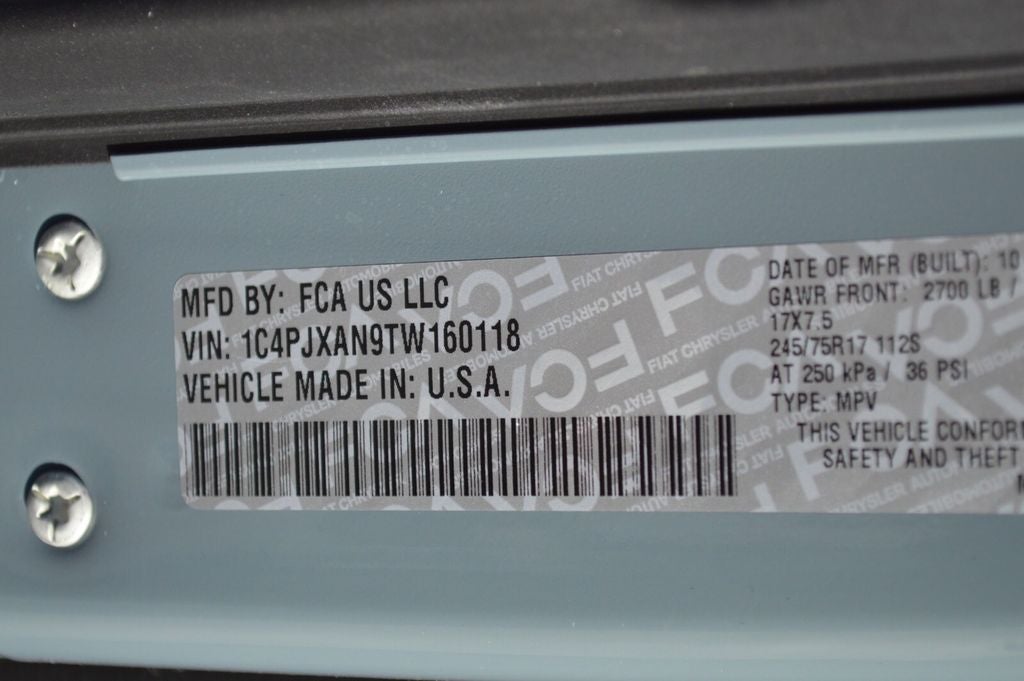 MFD BY: FCA US LLC
VIN: 1C4PJXAN9TW160118
VEHICLE MADE IN: U.S.A.
DATE OF MFR (BUILT): 10
GAWR FRONT: 2700 LB /
17X7.5
245/75R17 112S
AT 250 kPa / 36 PSI
TYPE: MPV
THIS VEHICLE CONFOR
SAFETY AND THEFT